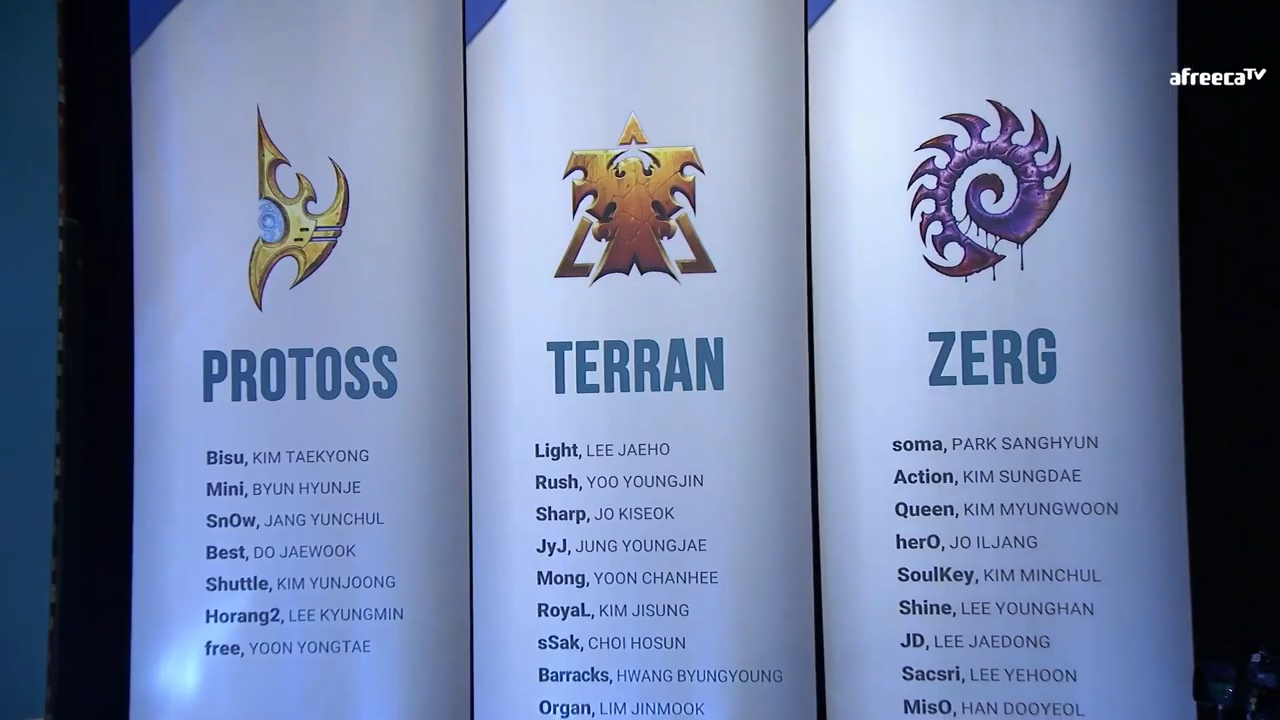 afreecaTV
PROTOSS
Bisu, KIM TAEKYONG
Mini, BYUN HYUNJE
SnOw, JANG YUNCHUL
Best, DO JAEWOOK
Shuttle, KIM YUNJOONG
Horang2, LEE KYUNGMIN
free, YOON YONGTAE
TERRAN
Light, LEE JAEHO
Rush, YOO YOUNGJIN
Sharp, JO KISEOK
JyJ, JUNG YOUNGJAE
Mong, YOON CHANHEE
RoyaL, KIM JISUNG
sSak, CHOI HOSUN
Barracks, HWANG BYUNGYOUNG
Organ, LIM JINMOOK
ZERG
soma, PARK SANGHYUN
Action, KIM SUNGDAE
Queen, KIM MYUNGWOON
herO, JO ILJANG
SoulKey, KIM MINCHUL
Shine, LEE YOUNGHAN
JD, LEE JAEDONG
Sacsri, LEE YEHOON
MisO, HAN DOOYEOL